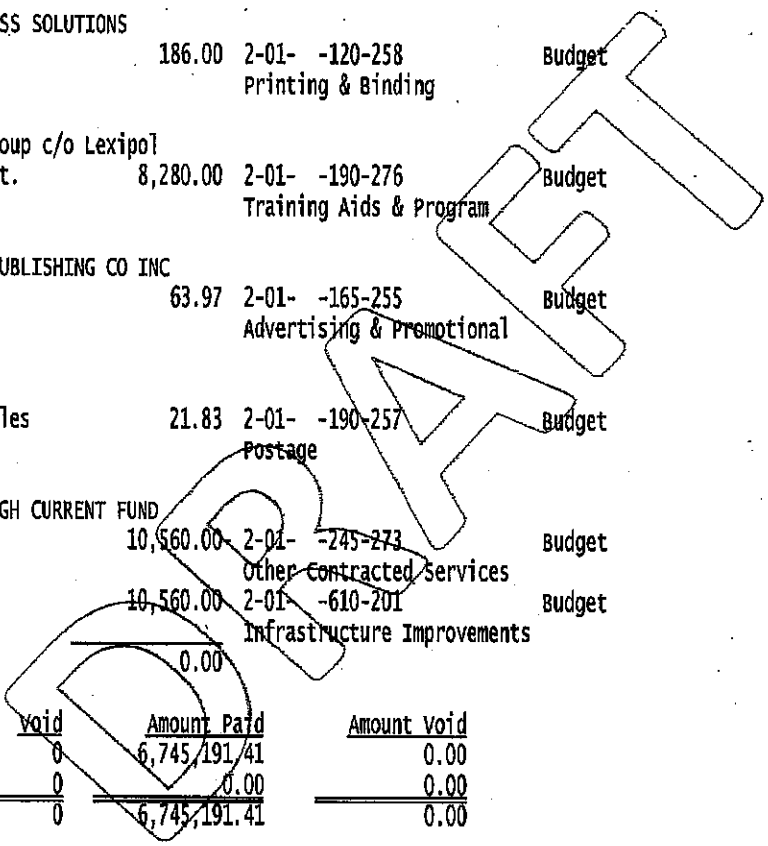 SS SOLUTIONS
186.00 2-01- -120-258 Budget
Printing & Binding
oup c/o Lexipol
t. 8,280.00 2-01- -190-276 Budget
Training Aids & Program
UBLISHING CO INC
63.97 2-01- -165-255 Budget
Advertising & Promotional
les 21.83 2-01- -190-257 Budget
Postage
GH CURRENT FUND
10,560.00- 2-01- -245-273 Budget
Other Contracted Services
10,560.00 2-01- -610-201 Budget
Infrastructure Improvements
0.00
Void Amount Paid Amount Void
0 6,745,191.41 0.00
0 0.00 0.00
0 6,745,191.41 0.00
DRAFT